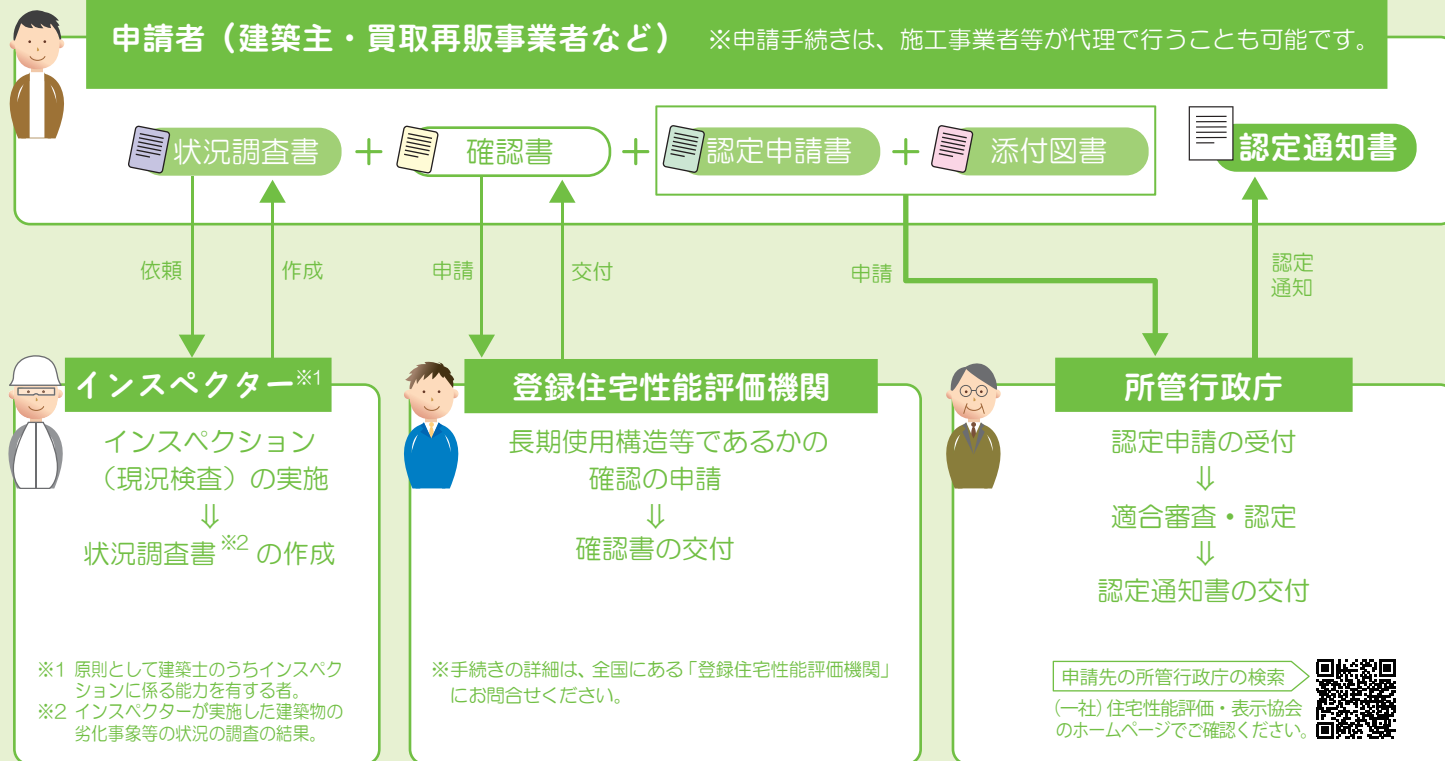 申請者（建築主・買取再販事業者など） ※申請手続きは、施工事業者等が代理で行うことも可能です。
状況調査書 + 確認書 + 認定申請書 + 添付図書 認定通知書
依頼 作成 申請 交付 申請 認定
通知
インスペクター※1
インスペクション
（現況検査）の実施
⇓
状況調査書※2 の作成
※1 原則として建築士のうちインスペク
ションに係る能力を有する者。
※2 インスペクターが実施した建築物の
劣化事象等の状況の調査の結果。
登録住宅性能評価機関
長期使用構造等であるかの
確認の申請
⇓
確認書の交付
※手続きの詳細は、全国にある「登録住宅性能評価機関」
にお問合せください。
所管行政庁
認定申請の受付
⇓
適合審査・認定
⇓
認定通知書の交付
申請先の所管行政庁の検索
(一社)住宅性能評価・表示協会
のホームページでご確認ください。